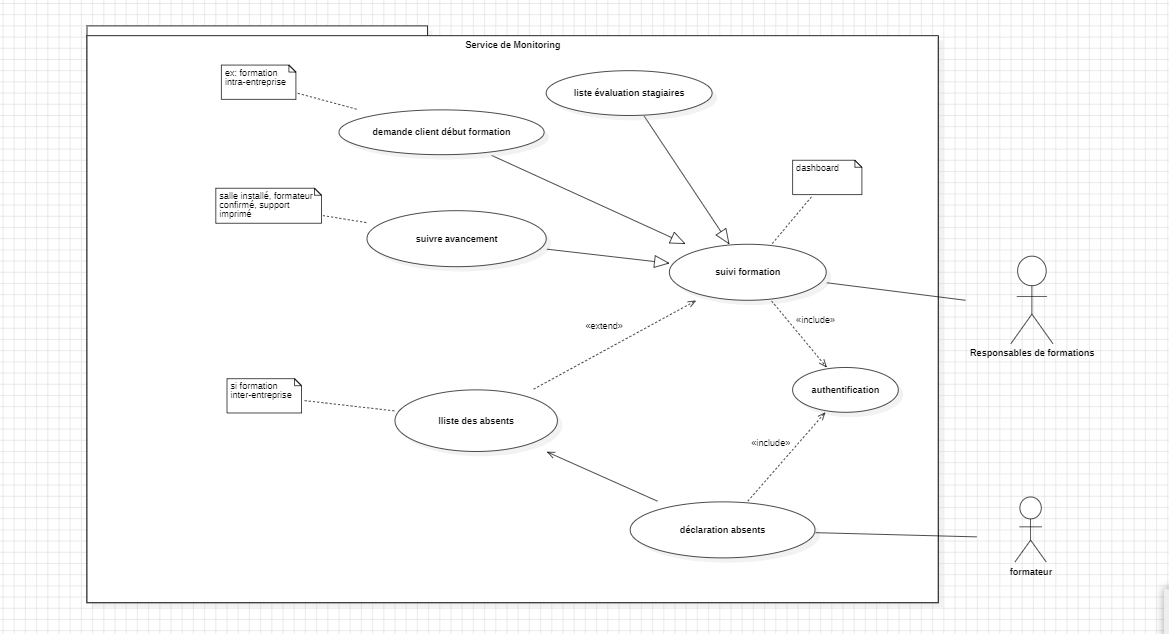 Service de Monitoring
ex: formation
intra-entreprise
liste évaluation stagiaires
demande client début formation
dashboard
salle installé, formateur
confirmé, support
imprimé
suivre avancement
suivi formation
«extend»
«include»
Responsables de formations
si formation
inter-entreprise
authentification
lliste des absents
«include»
déclaration absents
formateur